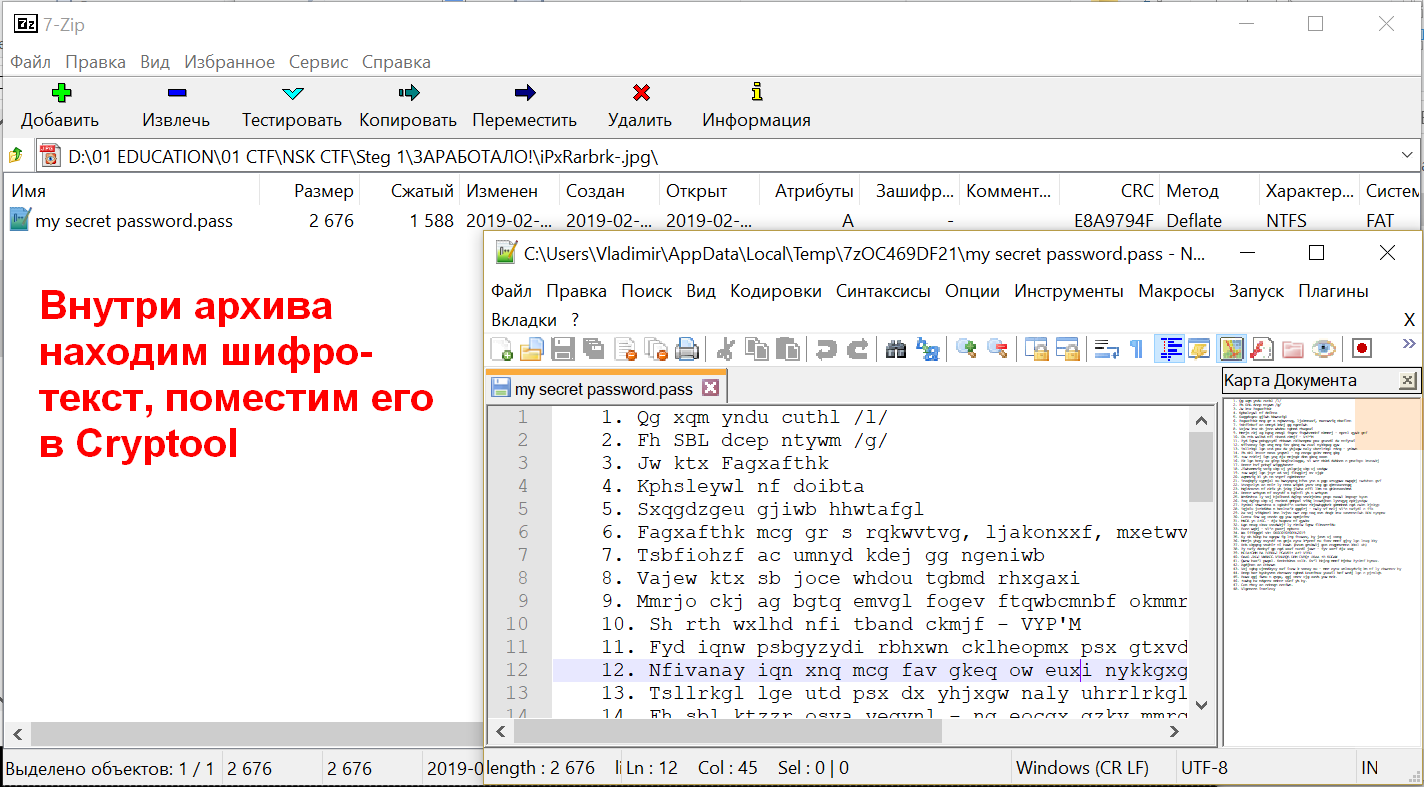 7-Zip
Файл Правка Вид Избранное Сервис Справка
Добавить Извлечь Тестировать Копировать Переместить Удалить Информация
D:\01 EDUCATION\01 CTF\NSK CTF\Steg 1\ЗАРАБОТАЛО!\iPxRarbrk-.jpg\
Имя Размер Сжатый Изменен Создан Открыт Атрибуты Зашифр... Коммент... CRC Метод Характер... Систем
my secret password.pass 2 676 1 588 2019-02-... 2019-02-... 2019-02-... A - E8A9794F Deflate NTFS FAT
Внутри архива
находим шифро-
текст, поместим его
в Cryptool
Выделено объектов: 1 / 1 2 676 2 676 2019-0
C:\Users\Vladimir\AppData\Local\Temp\7zOC469DF21\my secret password.pass - N...
Файл Правка Поиск Вид Кодировки Синтаксисы Опции Инструменты Макросы Запуск Плагины
Вкладки ? X
my secret password.pass
Карта Документа
1 1. Qg xqm yndu cuthl /l/
2 2. Fh SBL dcep ntywm /g/
3 3. Jw ktx Fagxafthk
4 4. Kphsleywl nf doibta
5 5. Sxqgdzgeu gjiwb hhwtafgl
6 6. Fagxafthk mcg gr s rqkwvtvg, ljakonxxf, mxetwv
7 7. Tsbfiohzf ac umnyd kdej gg ngeniwb
8 8. Vajew ktx sb joce whdou tgbmd rhxgaxi
9 9. Mmrjo ckj ag bgtq emvgl fogev ftqwbcmnbf okmmr
10 10. Sh rth wxlhd nfi tband ckmjf - VYP'M
11 11. Fyd iqnw psbgyzydi rbhxwn cklheopmx psx gtxvd
12 12. Nfivanay iqn xnq mcg fav gkeq ow euxi nykkgxg
13 13. Tsllrkgl lge utd psx dx yhjxgw naly uhrrlrkgl
14 14. Fh sbl ktzzr osya vegvnl - ng eocgx gzky mmrg
length : 2 676 li Ln : 12 Col : 45 Sel : 0 | 0 Windows (CR LF) UTF-8 IN